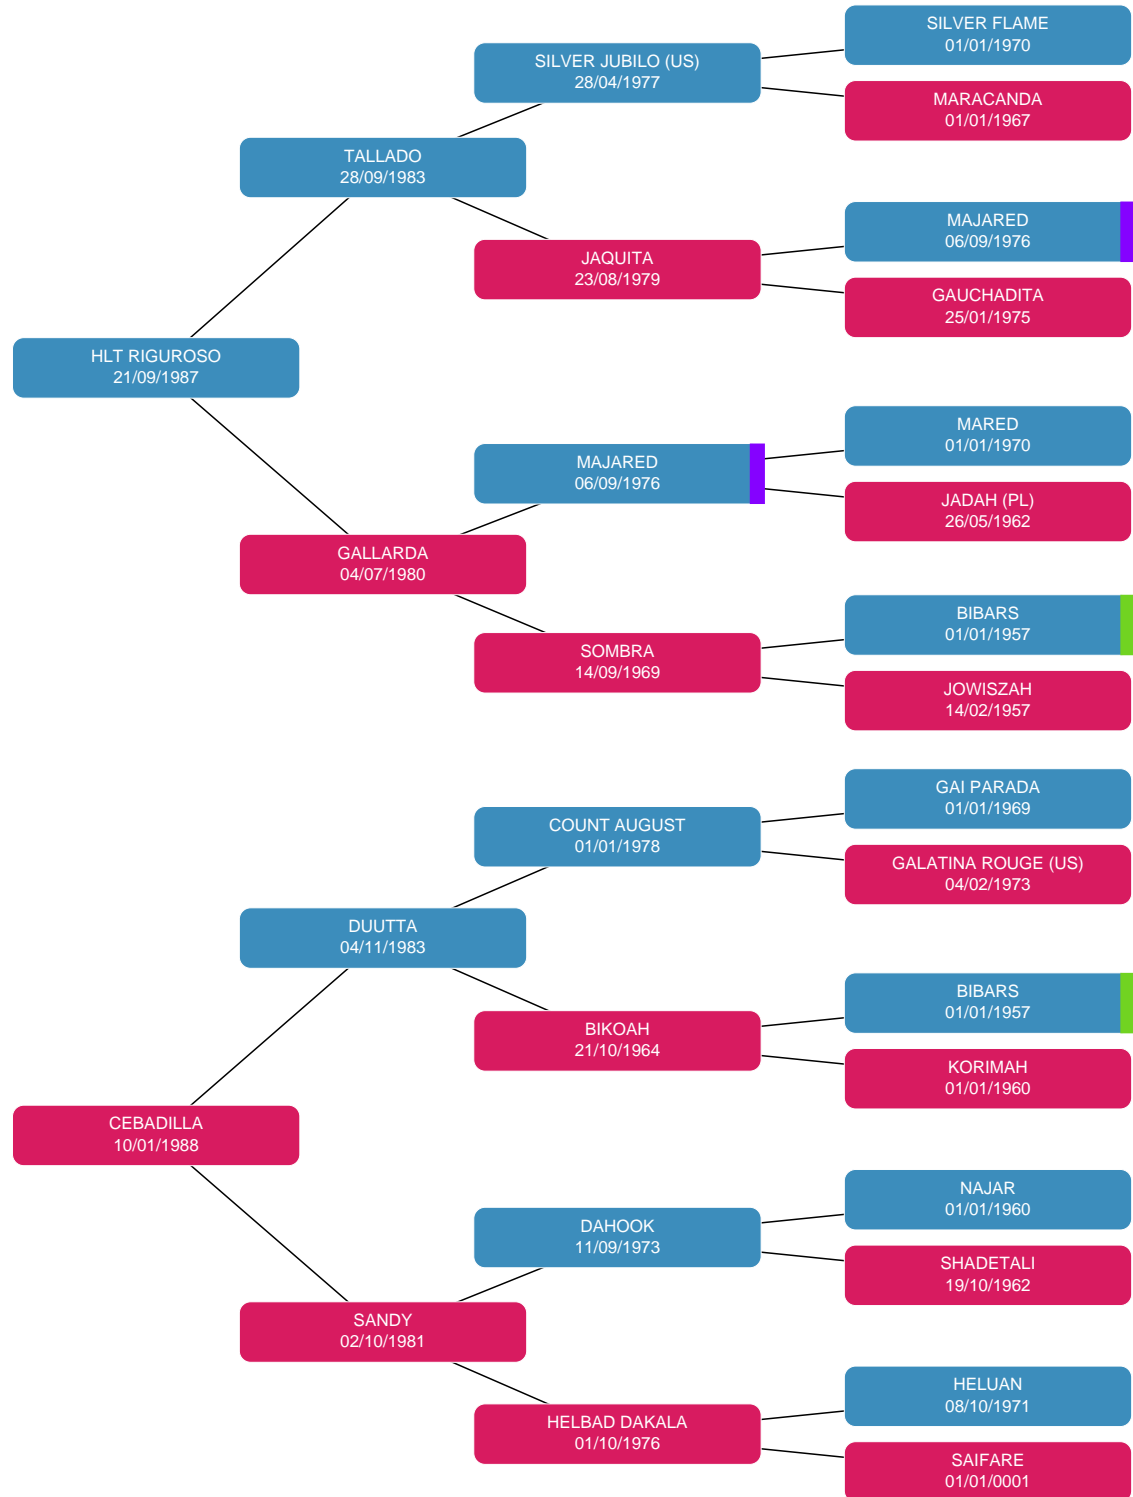 SILVER FLAME
01/01/1970
SILVER JUBILO (US)
28/04/1977
MARACANDA
01/01/1967
TALLADO
28/09/1983
MAJARED
06/09/1976
JAQUITA
23/08/1979
GAUCHADITA
25/01/1975
HLT RIGUROSO
21/09/1987
MARED
01/01/1970
MAJARED
06/09/1976
JADAH (PL)
26/05/1962
GALLARDA
04/07/1980
BIBARS
01/01/1957
SOMBRA
14/09/1969
JOWISZAH
14/02/1957
GAI PARADA
01/01/1969
COUNT AUGUST
01/01/1978
GALATINA ROUGE (US)
04/02/1973
DUUTTA
04/11/1983
BIBARS
01/01/1957
BIKOAH
21/10/1964
KORIMAH
01/01/1960
CEBADILLA
10/01/1988
NAJAR
01/01/1960
DAHOOK
11/09/1973
SHADETALI
19/10/1962
SANDY
02/10/1981
HELUAN
08/10/1971
HELBAD DAKALA
01/10/1976
SAIFARE
01/01/0001